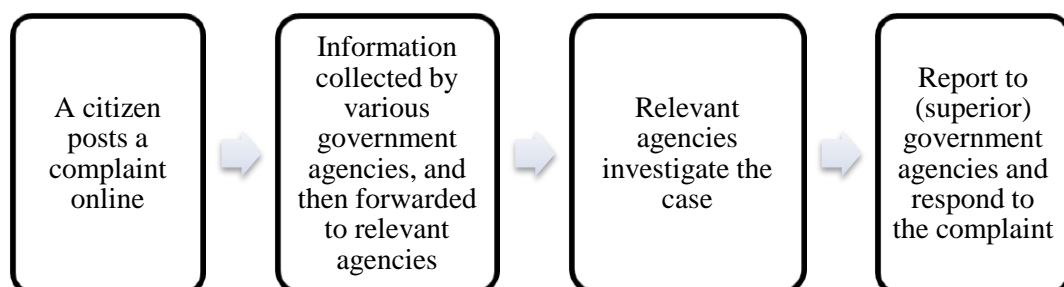 A citizen
posts a
complaint
online
Information
collected by
various
government
agencies, and
then forwarded
to relevant
agencies
Relevant
agencies
investigate the
case
Report to
(superior)
government
agencies and
respond to
the complaint